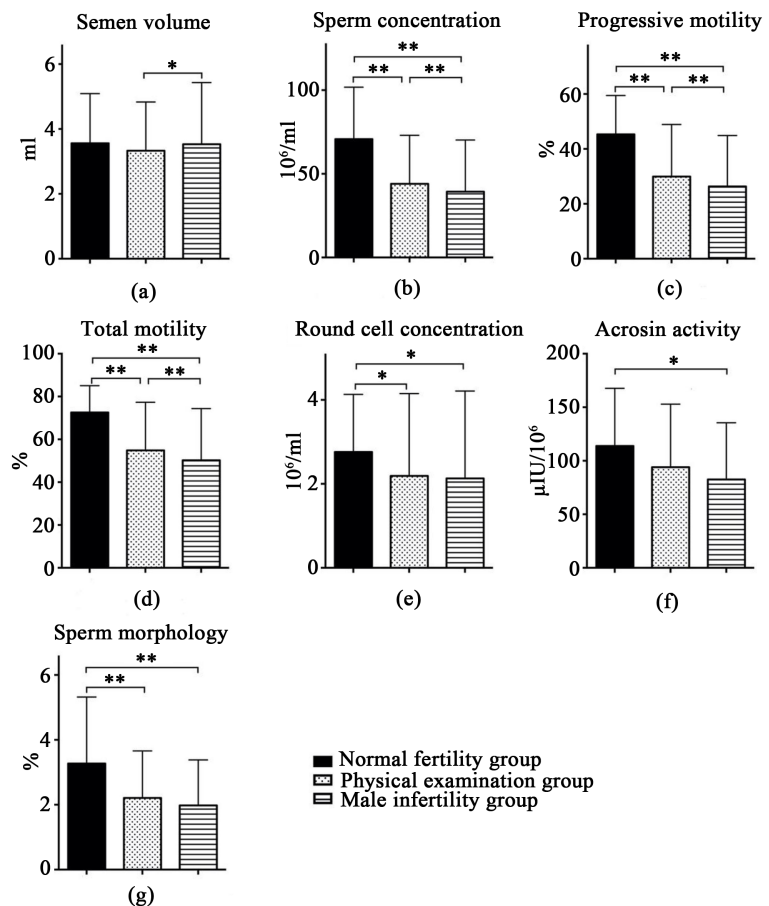 Semen volume
Sperm concentration
Progressive motility
6
4
2
0
ml
*
(a)
100
50
0
10⁶/ml
**
**
**
(b)
60
40
20
0
%
**
**
**
(c)
Total motility
Round cell concentration
Acrosin activity
100
80
60
40
20
0
%
**
**
**
(d)
4
2
0
10⁶/ml
*
*
(e)
200
150
100
50
0
µIU/10⁶
*
(f)
Sperm morphology
6
4
2
0
%
**
**
(g)
Normal fertility group
Physical examination group
Male infertility group